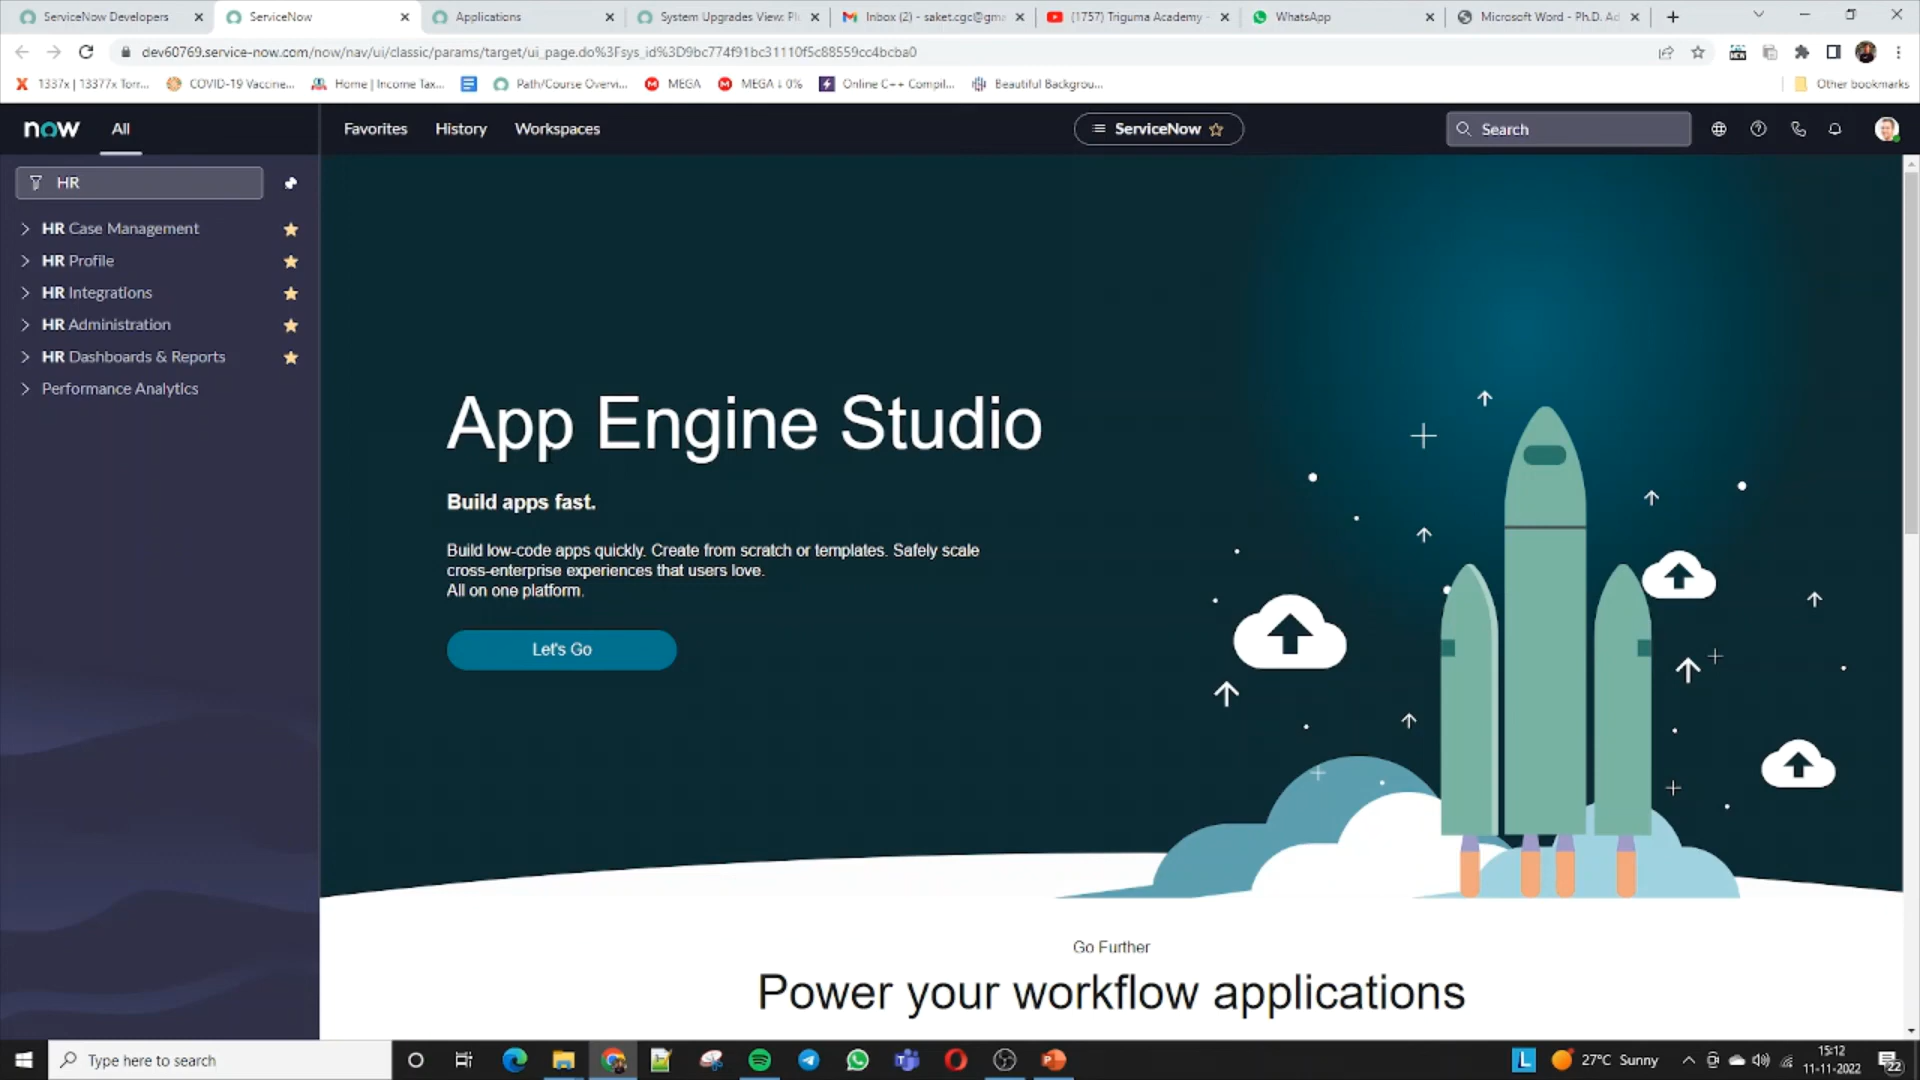 ServiceNow Developers
ServiceNow
Applications
System Upgrades View: Pl
Inbox (2) - saket.cgc@gm
(1757) Triguma Academy -
WhatsApp
Microsoft Word - Ph.D. Ad
dev60769.service-now.com/now/nav/ui/classic/params/target/ui_page.do%3Fsys_id%3D9bc774f91bc31110f5c88559cc4bcba0
1337x | 13377x Torr...
COVID-19 Vaccine...
Home | Income Tax...
Path/Course Overvi...
MEGA
MEGA ↓ 0%
Online C++ Compil...
Beautiful Backgrou...
Other bookmarks
now
All
Favorites
History
Workspaces
ServiceNow
Search
HR
HR Case Management
HR Profile
HR Integrations
HR Administration
HR Dashboards & Reports
Performance Analytics
App Engine Studio
Build apps fast.
Build low-code apps quickly. Create from scratch or templates. Safely scale
cross-enterprise experiences that users love.
All on one platform.
Let's Go
Go Further
Power your workflow applications
Type here to search
L
27°C Sunny
15:12
11-11-2022
22